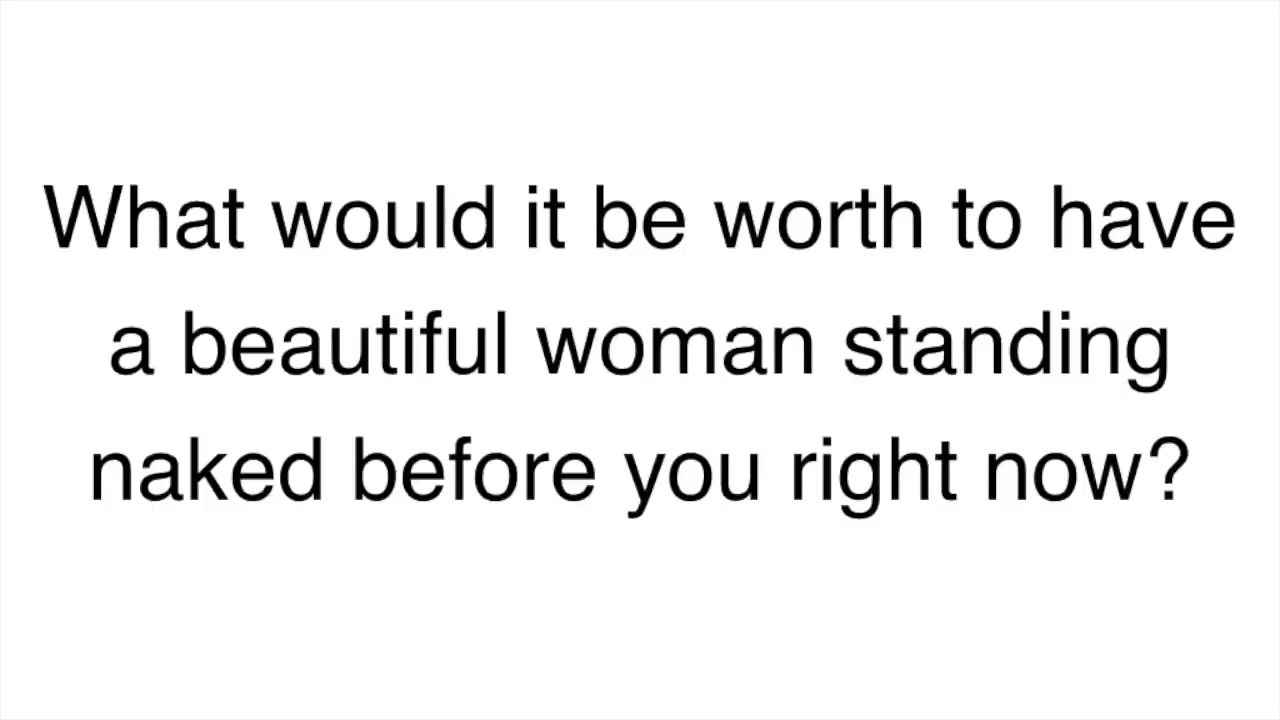 What would it be worth to have
a beautiful woman standing
naked before you right now?